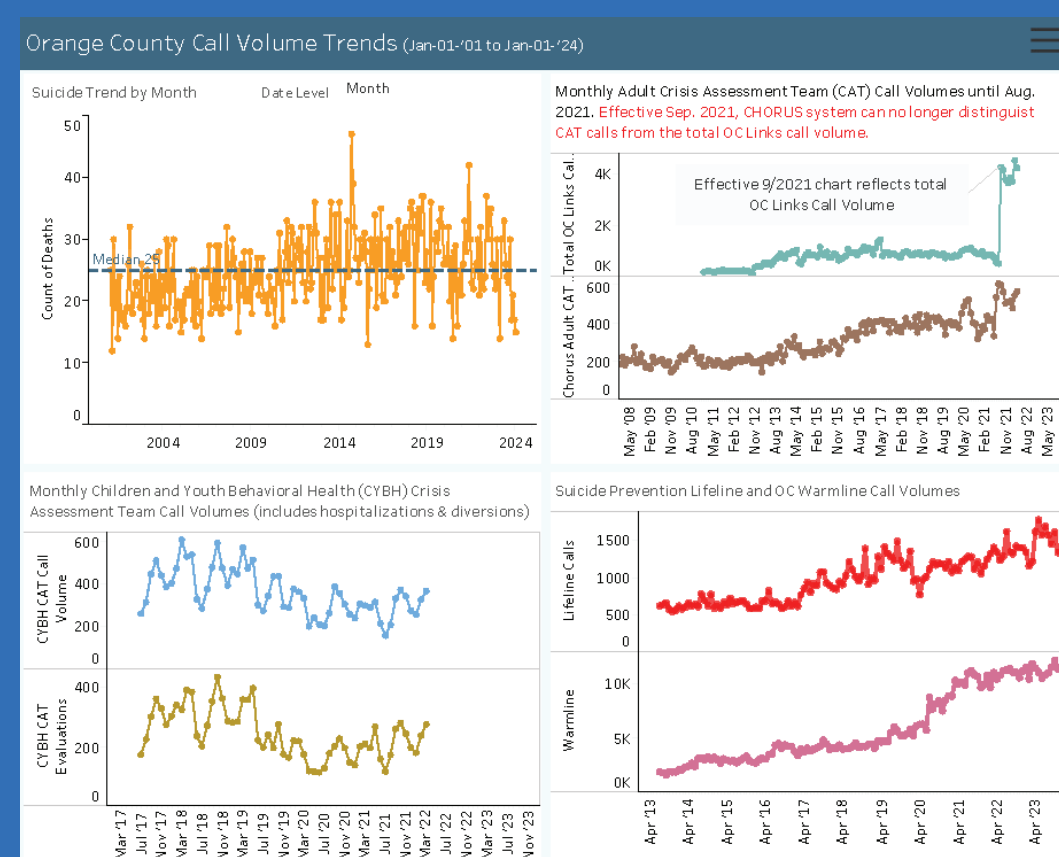 Orange County Call Volume Trends (Jan-01-'01 to Jan-01-'24)
Suicide Trend by Month
Date Level
Month
50
40
30
20
10
0
Count of Deaths
Median 25
2004
2009
2014
2019
2024
Monthly Adult Crisis Assessment Team (CAT) Call Volumes until Aug.
2021. Effective Sep. 2021, CHORUS system can no longer distinguist
CAT calls from the total OC Links call volume.
Effective 9/2021 chart reflects total
OC Links Call Volume
Total OC Links Cal..
4K
2K
0K
Chorus Adult CAT ..
600
400
200
0
May '08
Feb '09
Nov '09
Aug '10
May '11
Feb '12
Nov '12
Aug '13
May '14
Feb '15
Nov '15
Aug '16
May '17
Feb '18
Nov '18
Aug '19
May '20
Feb '21
Nov '21
Aug '22
May '23
Monthly Children and Youth Behavioral Health (CYBH) Crisis
Assessment Team Call Volumes (includes hospitalizations & diversions)
CYBH CAT Call
Volume
600
400
200
0
CYBH CAT
Evaluations
400
200
0
Mar '17
Jul '17
Nov '17
Mar '18
Jul '18
Nov '18
Mar '19
Jul '19
Nov '19
Mar '20
Jul '20
Nov '20
Mar '21
Jul '21
Nov '21
Mar '22
Jul '22
Nov '22
Mar '23
Jul '23
Nov '23
Suicide Prevention Lifeline and OC Warmline Call Volumes
Lifeline Calls
1500
1000
500
0
Warmline
10K
5K
0K
Apr '13
Apr '14
Apr '15
Apr '16
Apr '17
Apr '18
Apr '19
Apr '20
Apr '21
Apr '22
Apr '23